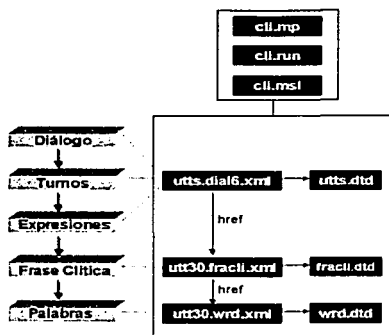 cli.mp
cli.run
cli.msl
Diálogo
Turnos
utts.dial6.xml
utts.dtd
href
Expresiones
Frase Clítica
utt30.fracli.xml
fracli.dtd
href
Palabras
utt30.wrd.xml
wrd.dtd